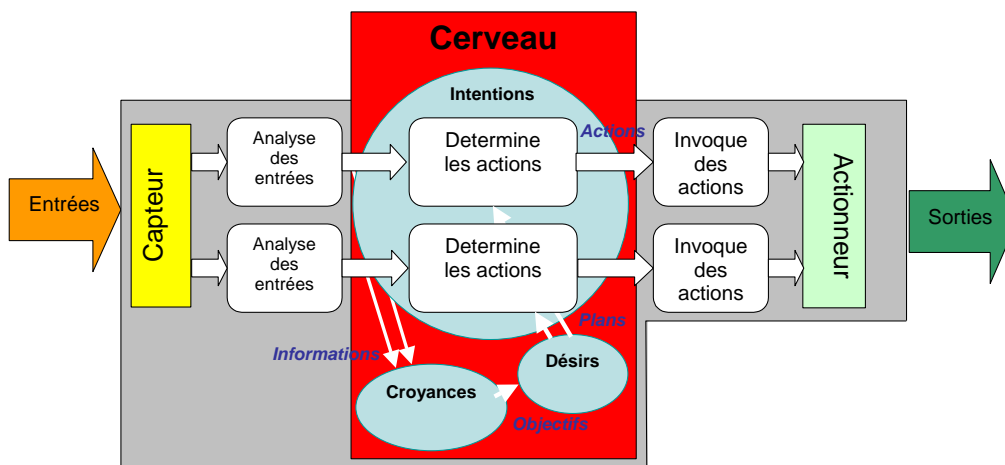 Cerveau
Intentions
Entrées
Capteur
Analyse
des
entrées
Determine
les actions
Actions
Invoque
des
actions
Actionneur
Sorties
Analyse
des
entrées
Determine
les actions
Invoque
des
actions
Plans
Informations
Croyances
Désirs
Objectifs